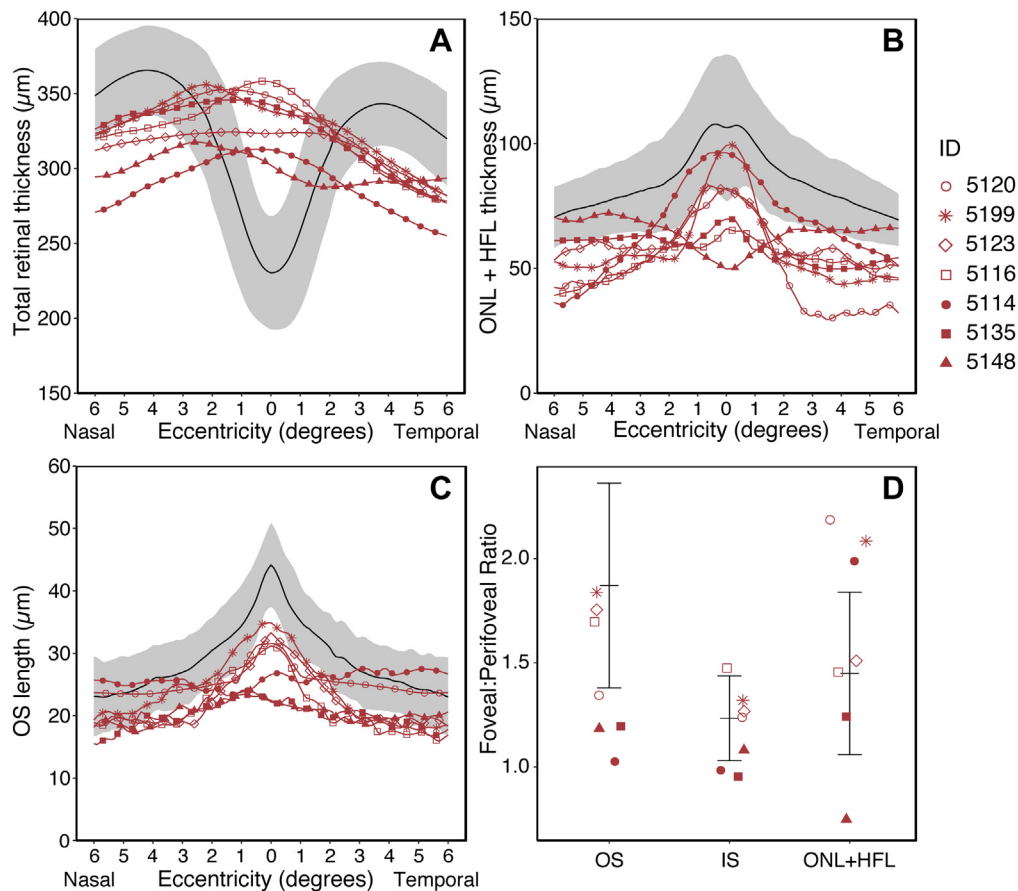 A
Total retinal thickness (µm)
400
350
300
250
200
150
6 5 4 3 2 1 0 1 2 3 4 5 6
Nasal Eccentricity (degrees) Temporal
B
ONL + HFL thickness (µm)
150
100
50
0
6 5 4 3 2 1 0 1 2 3 4 5 6
Nasal Eccentricity (degrees) Temporal
ID
5120
5199
5123
5116
5114
5135
5148
C
OS length (µm)
60
50
40
30
20
10
0
6 5 4 3 2 1 0 1 2 3 4 5 6
Nasal Eccentricity (degrees) Temporal
D
Foveal:Perifoveal Ratio
2.0
1.5
1.0
OS IS ONL+HFL